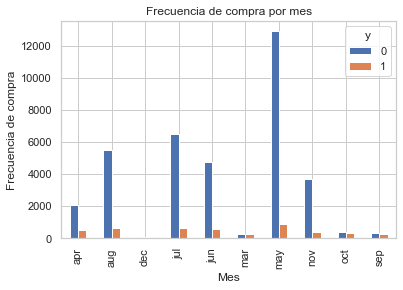 Frecuencia de compra por mes
y
0
1
Frecuencia de compra
12000
10000
8000
6000
4000
2000
0
apr
aug
dec
jul
jun
mar
may
nov
oct
sep
Mes